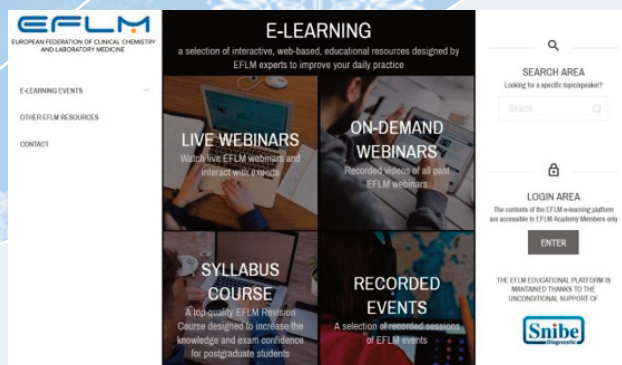 EFLM
EUROPEAN FEDERATION OF CLINICAL CHEMISTRY
AND LABORATORY MEDICINE
E-LEARNING EVENTS
OTHER EFLM RESOURCES
CONTACT
E-LEARNING
a selection of interactive, web-based, educational resources designed by
EFLM experts to improve your daily practice
LIVE WEBINARS
Watch live EFLM webinars and
interact with experts
ON-DEMAND
WEBINARS
Recorded videos of all past
EFLM webinars
SYLLABUS
COURSE
A top quality EFLM Revision
Course designed to increase the
knowledge and exam confidence
for postgraduate students
RECORDED
EVENTS
A selection of recorded sessions
of EFLM events
SEARCH AREA
Looking for a specific topic/speaker?
Search
LOGIN AREA
The contents of the EFLM e-learning platform
are accessible to EFLM Academy Members only
ENTER
THE EFLM EDUCATIONAL PLATFORM IS
MANTAINED THANKS TO THE
UNCONDITIONAL SUPPORT OF
Snibe
Diagnostic